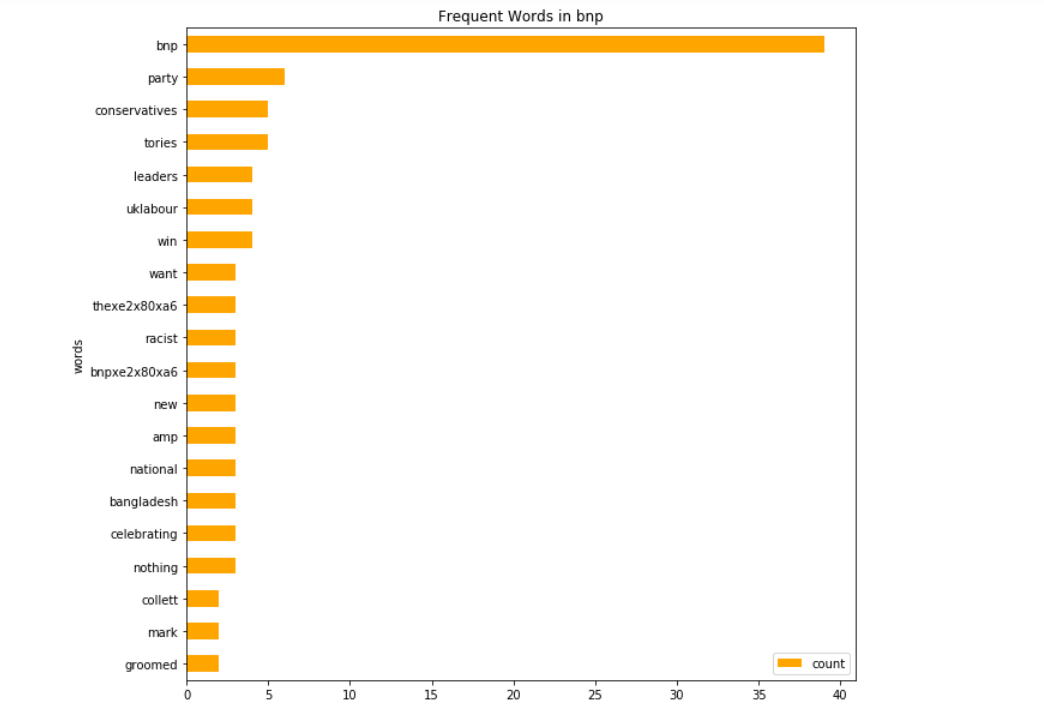 Frequent Words in bnp
bnp
party
conservatives
tories
leaders
uklabour
win
want
thexe2x80xa6
racist
words
bnpxe2x80xa6
new
amp
national
bangladesh
celebrating
nothing
collett
mark
groomed
count
0 5 10 15 20 25 30 35 40